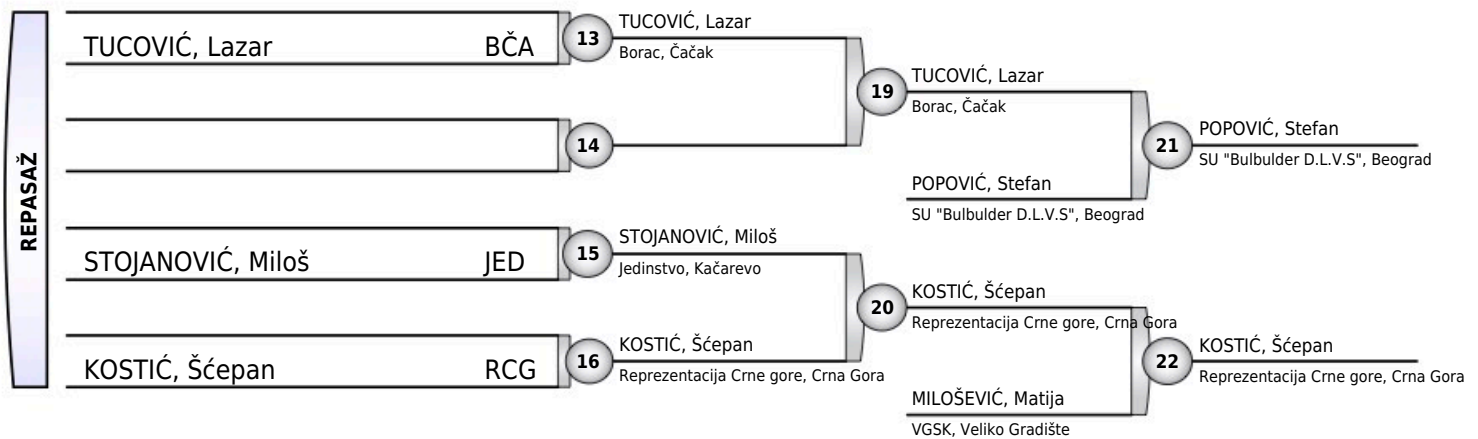 REPASAŽ
TUCOVIĆ, Lazar BČA
13
TUCOVIĆ, Lazar
Borac, Čačak
14
19
TUCOVIĆ, Lazar
Borac, Čačak
POPOVIĆ, Stefan
SU "Bulbulder D.L.V.S", Beograd
21
POPOVIĆ, Stefan
SU "Bulbulder D.L.V.S", Beograd
STOJANOVIĆ, Miloš JED
15
STOJANOVIĆ, Miloš
Jedinstvo, Kačarevo
KOSTIĆ, Šćepan RCG
16
KOSTIĆ, Šćepan
Reprezentacija Crne gore, Crna Gora
20
KOSTIĆ, Šćepan
Reprezentacija Crne gore, Crna Gora
MILOŠEVIĆ, Matija
VGSK, Veliko Gradište
22
KOSTIĆ, Šćepan
Reprezentacija Crne gore, Crna Gora